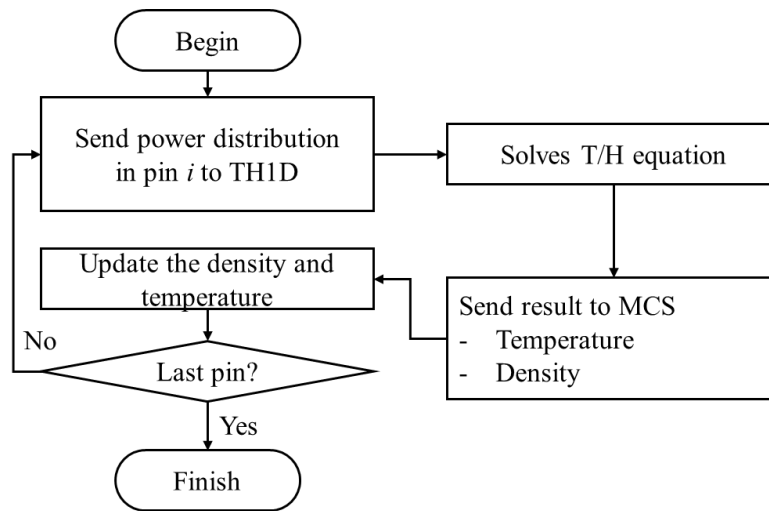 Begin
Send power distribution
in pin i to TH1D
Solves T/H equation
Send result to MCS
- Temperature
- Density
Update the density and
temperature
Last pin?
No
Yes
Finish